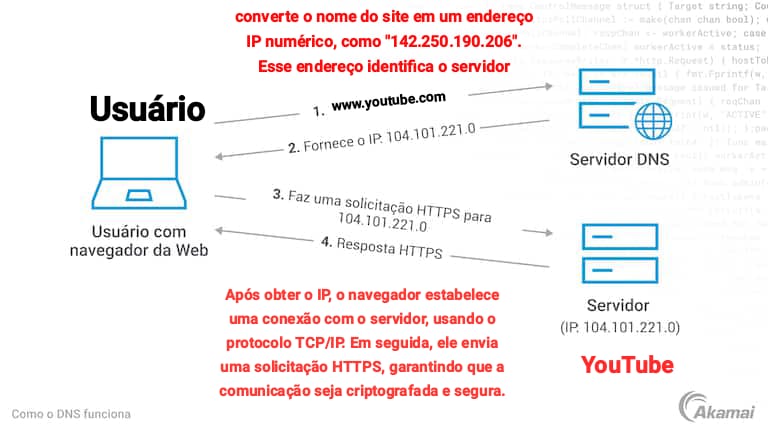 converte o nome do site em um endereço
IP numérico, como "142.250.190.206".
Esse endereço identifica o servidor
Usuário
1. www.youtube.com
2. Fornece o IP: 104.101.221.0
Servidor DNS
3. Faz uma solicitação HTTPS para
104.101.221.0
4. Resposta HTTPS
Usuário com
navegador da Web
Servidor
(IP: 104.101.221.0)
YouTube
Após obter o IP, o navegador estabelece
uma conexão com o servidor, usando o
protocolo TCP/IP. Em seguida, ele envia
uma solicitação HTTPS, garantindo que a
comunicação seja criptografada e segura.
Como o DNS funciona
Akamai